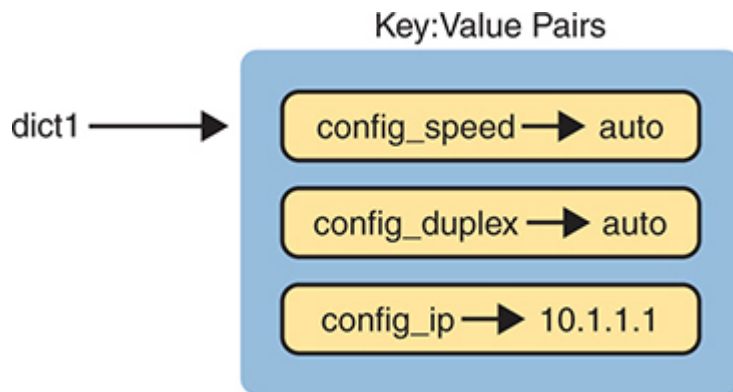 Key:Value Pairs
dict1
config_speed auto
config_duplex auto
config_ip 10.1.1.1